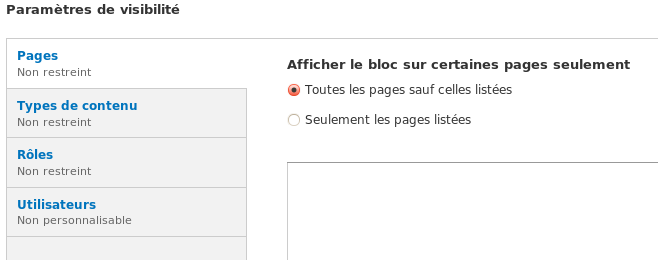 Paramètres de visibilité
Pages
Non restreint
Types de contenu
Non restreint
Rôles
Non restreint
Utilisateurs
Non personnalisable
Afficher le bloc sur certaines pages seulement
Toutes les pages sauf celles listées
Seulement les pages listées